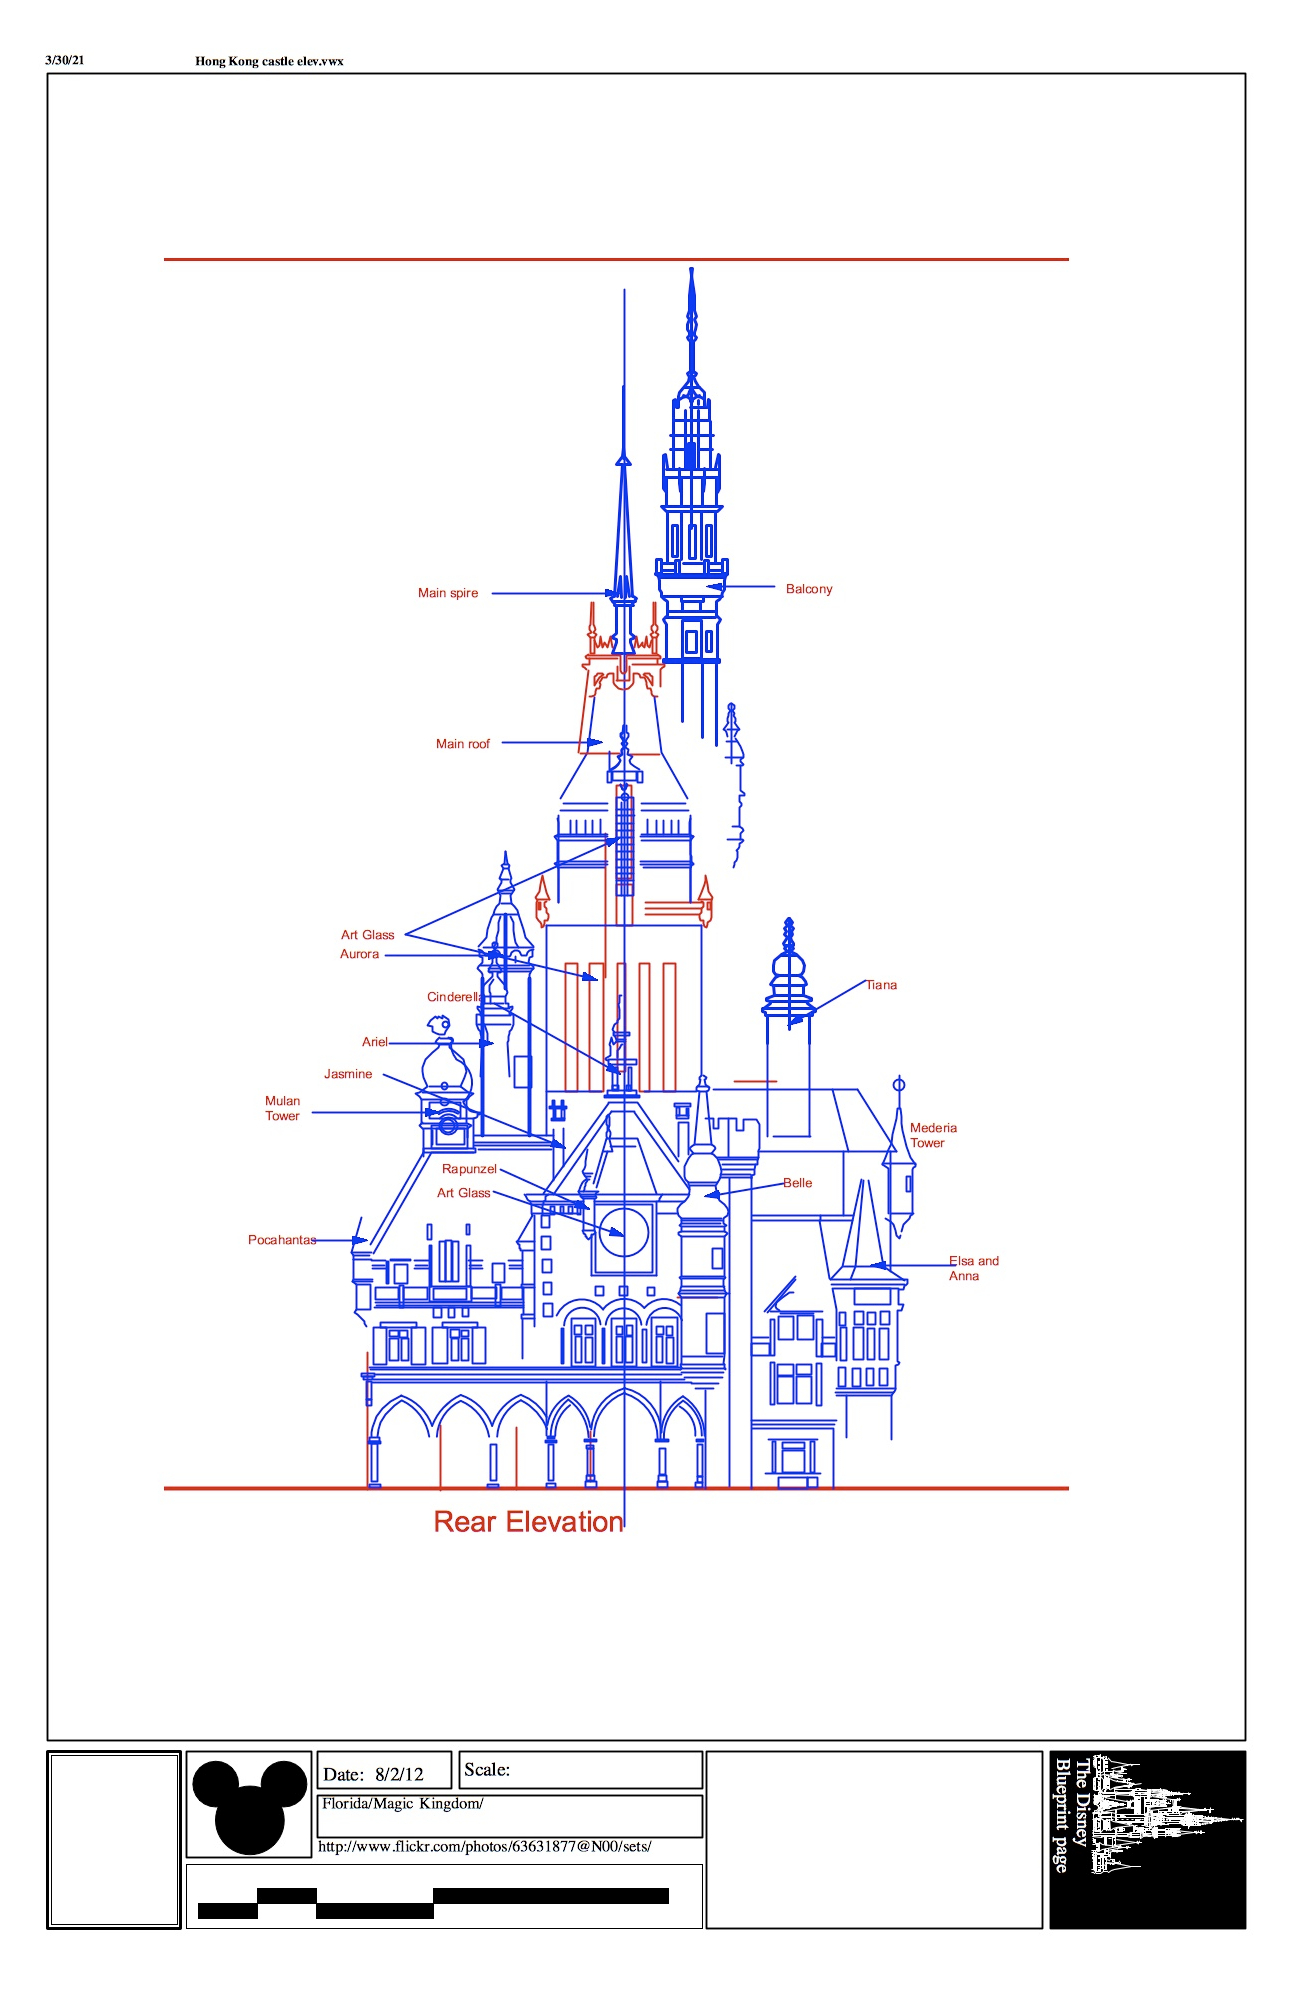 3/30/21
Hong Kong castle elev.vwx
Main spire
Balcony
Main roof
Art Glass
Aurora
Tiana
Cinderella
Ariel
Jasmine
Mulan
Tower
Mederia
Tower
Rapunzel
Belle
Art Glass
Pocahantas
Elsa and
Anna
Rear Elevation
Date: 8/2/12
Scale:
Florida/Magic Kingdom/
http://www.flickr.com/photos/63631877@N00/sets/
The Disney
Blueprint page